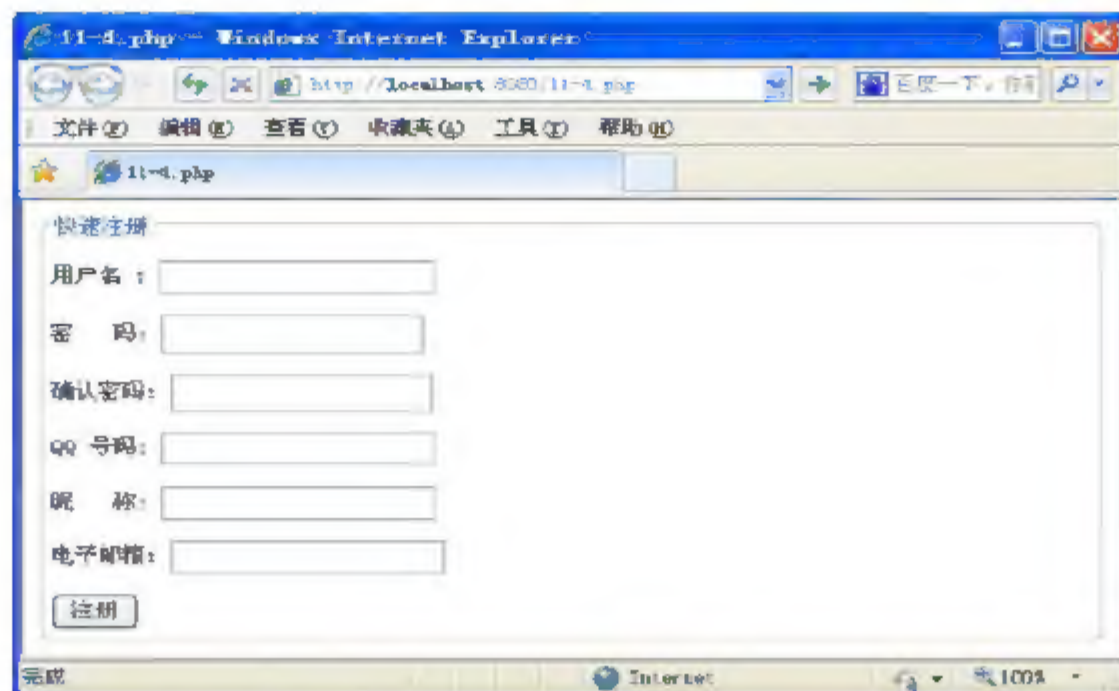 11-4.php - Windows Internet Explorer
http://localhost:8080/11-4.php 百度一下，
文件(F) 编辑(E) 查看(V) 收藏夹(A) 工具(T) 帮助(H)
11-4.php
快速注册
用户名 :
密 码:
确认密码:
QQ 号码:
昵 称:
电子邮箱:
注册
完成 Internet 100%